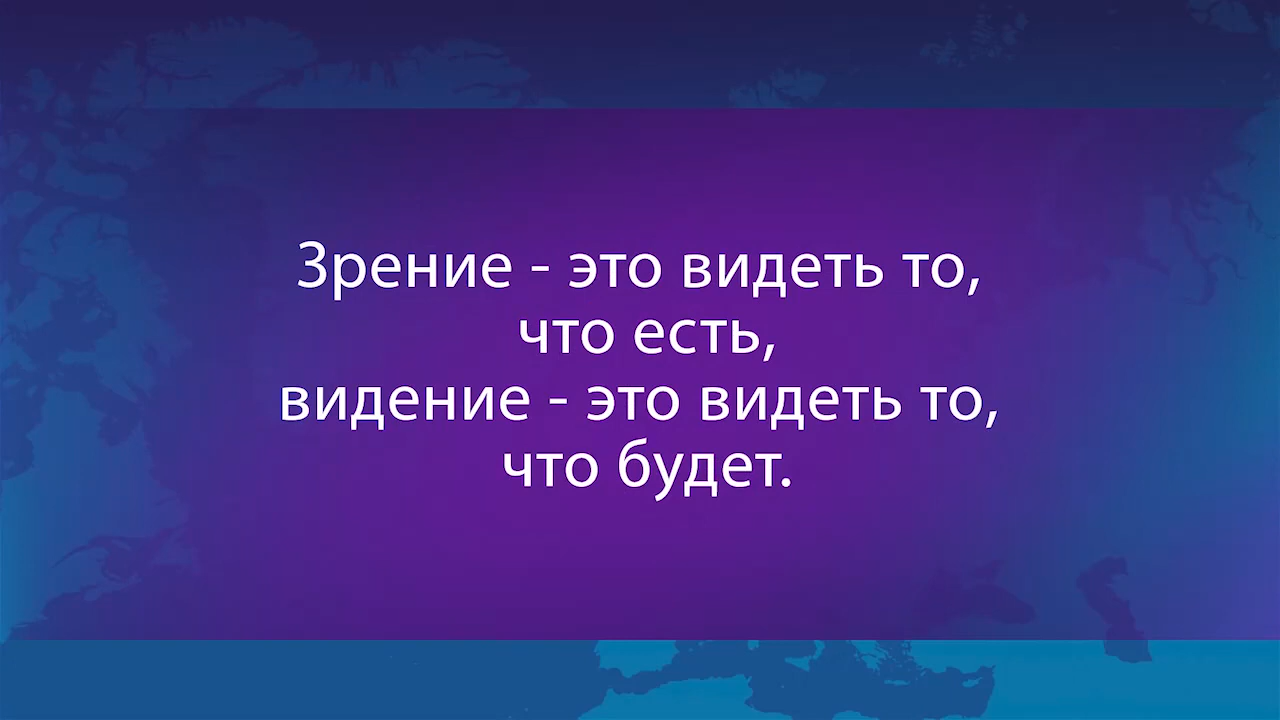 Зрение - это видеть то,
что есть,
видение - это видеть то,
что будет.